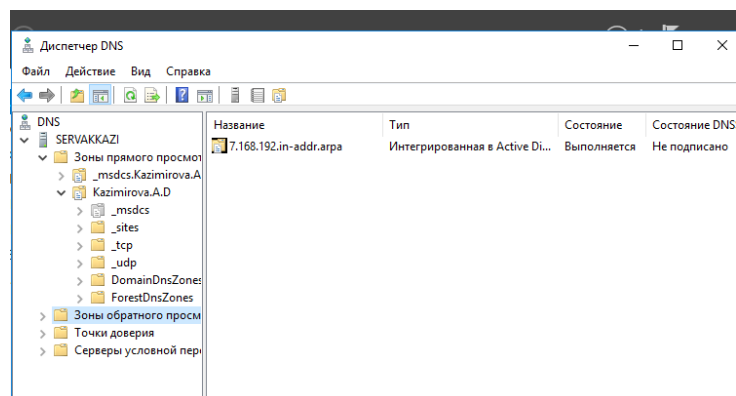 Диспетчер DNS
Файл Действие Вид Справка
DNS
SERVAKKAZI
Зоны прямого просмот
_msdcs.Kazimirova.A
Kazimirova.A.D
_msdcs
_sites
_tcp
_udp
DomainDnsZones
ForestDnsZones
Зоны обратного просм
Точки доверия
Серверы условной пер
Название Тип Состояние Состояние DNS
7.168.192.in-addr.arpa Интегрированная в Active Di... Выполняется Не подписано